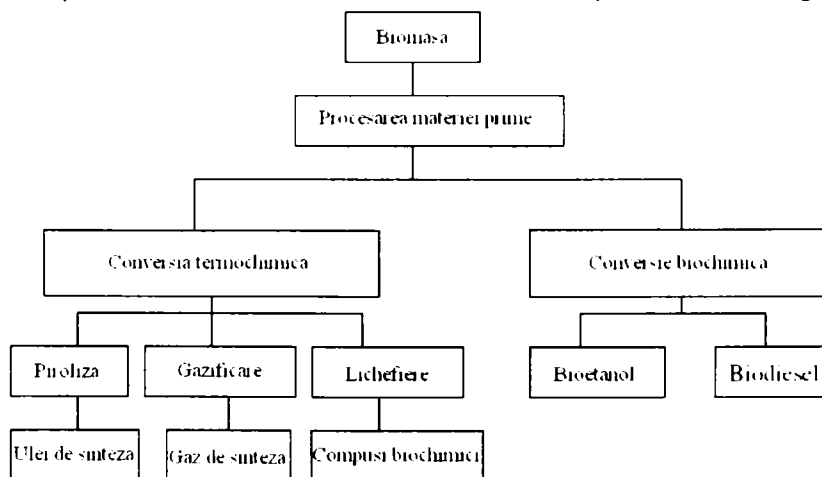 Biomasa
Procesarea materiei prime
Conversia termochimica
Conversie biochimica
Piroliza
Gazificare
Lichefiere
Bioetanol
Biodiesel
Ulei de sinteza
Gaz de sinteza
Compusi biochimici